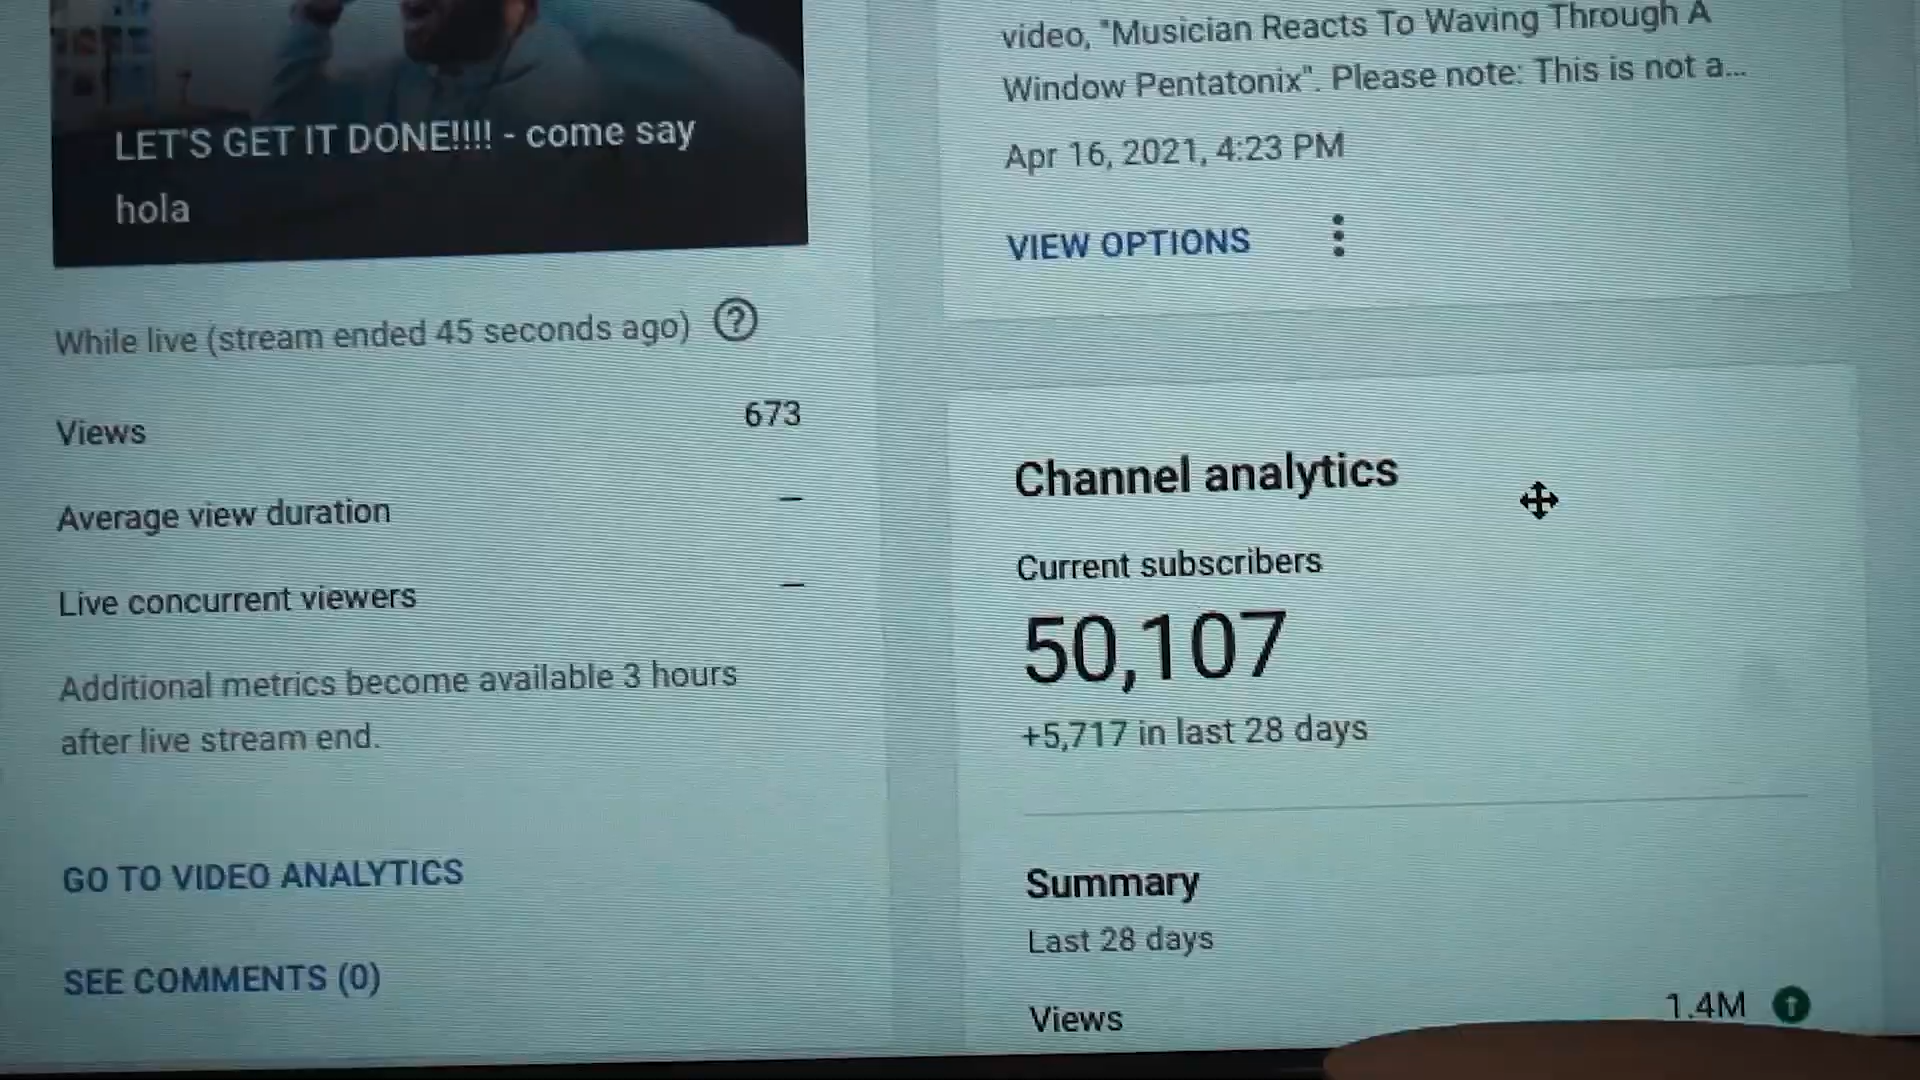 LET'S GET IT DONE!!!! - come say
hola
While live (stream ended 45 seconds ago) ?
Views 673
Average view duration –
Live concurrent viewers –
Additional metrics become available 3 hours
after live stream end.
GO TO VIDEO ANALYTICS
SEE COMMENTS (0)
video, "Musician Reacts To Waving Through A
Window Pentatonix". Please note: This is not a...
Apr 16, 2021, 4:23 PM
VIEW OPTIONS
Channel analytics
Current subscribers
50,107
+5,717 in last 28 days
Summary
Last 28 days
Views 1.4M